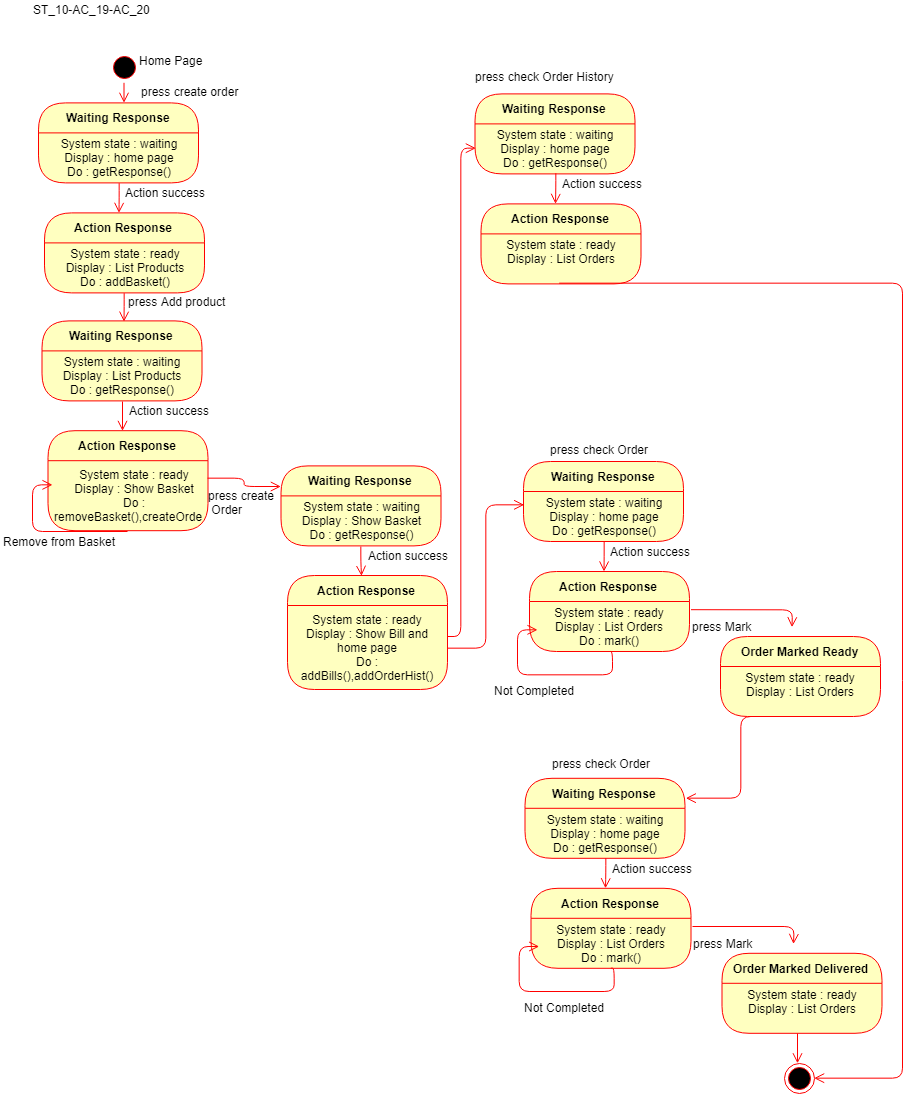 ST_10-AC_19-AC_20
Home Page
press create order
Waiting Response
System state : waiting
Display : home page
Do : getResponse()
Action success
Action Response
System state : ready
Display : List Products
Do : addBasket()
press Add product
Waiting Response
System state : waiting
Display : List Products
Do : getResponse()
Action success
Action Response
System state : ready
Display : Show Basket
Do :
removeBasket(),createOrde
Remove from Basket
press create
Order
Waiting Response
System state : waiting
Display : Show Basket
Do : getResponse()
Action success
Action Response
System state : ready
Display : Show Bill and
home page
Do :
addBills(),addOrderHist()
press check Order History
Waiting Response
System state : waiting
Display : home page
Do : getResponse()
Action success
Action Response
System state : ready
Display : List Orders
press check Order
Waiting Response
System state : waiting
Display : home page
Do : getResponse()
Action success
Action Response
System state : ready
Display : List Orders
Do : mark()
Not Completed
press Mark
Order Marked Ready
System state : ready
Display : List Orders
press check Order
Waiting Response
System state : waiting
Display : home page
Do : getResponse()
Action success
Action Response
System state : ready
Display : List Orders
Do : mark()
Not Completed
press Mark
Order Marked Delivered
System state : ready
Display : List Orders